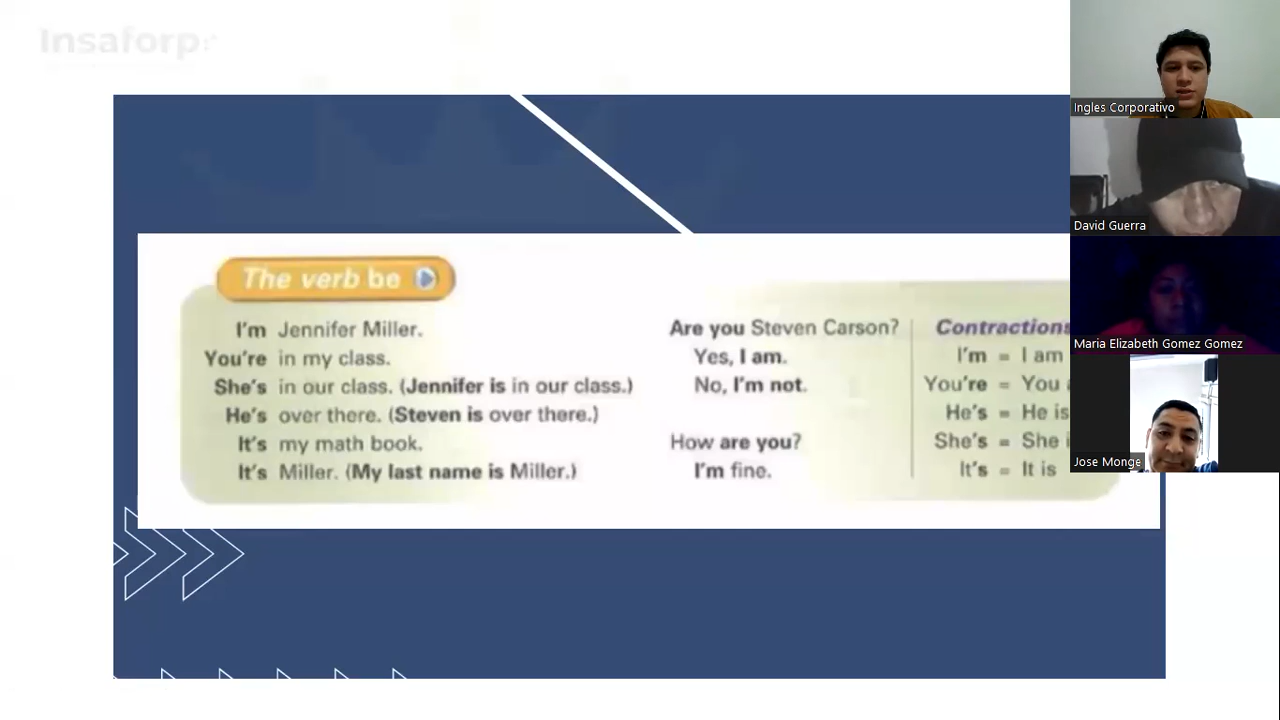 Insaforp
The verb be
I'm Jennifer Miller.
You're in my class.
She's in our class. (Jennifer is in our class.)
He's over there. (Steven is over there.)
It's my math book.
It's Miller. (My last name is Miller.)
Are you Steven Carson?
Yes, I am.
No, I'm not.
How are you?
I'm fine.
Contractions
I'm = I am
You're = You
He's = He is
She's = She
It's = It is
Ingles Corporativo
David Guerra
Maria Elizabeth Gomez Gomez
Jose Monge